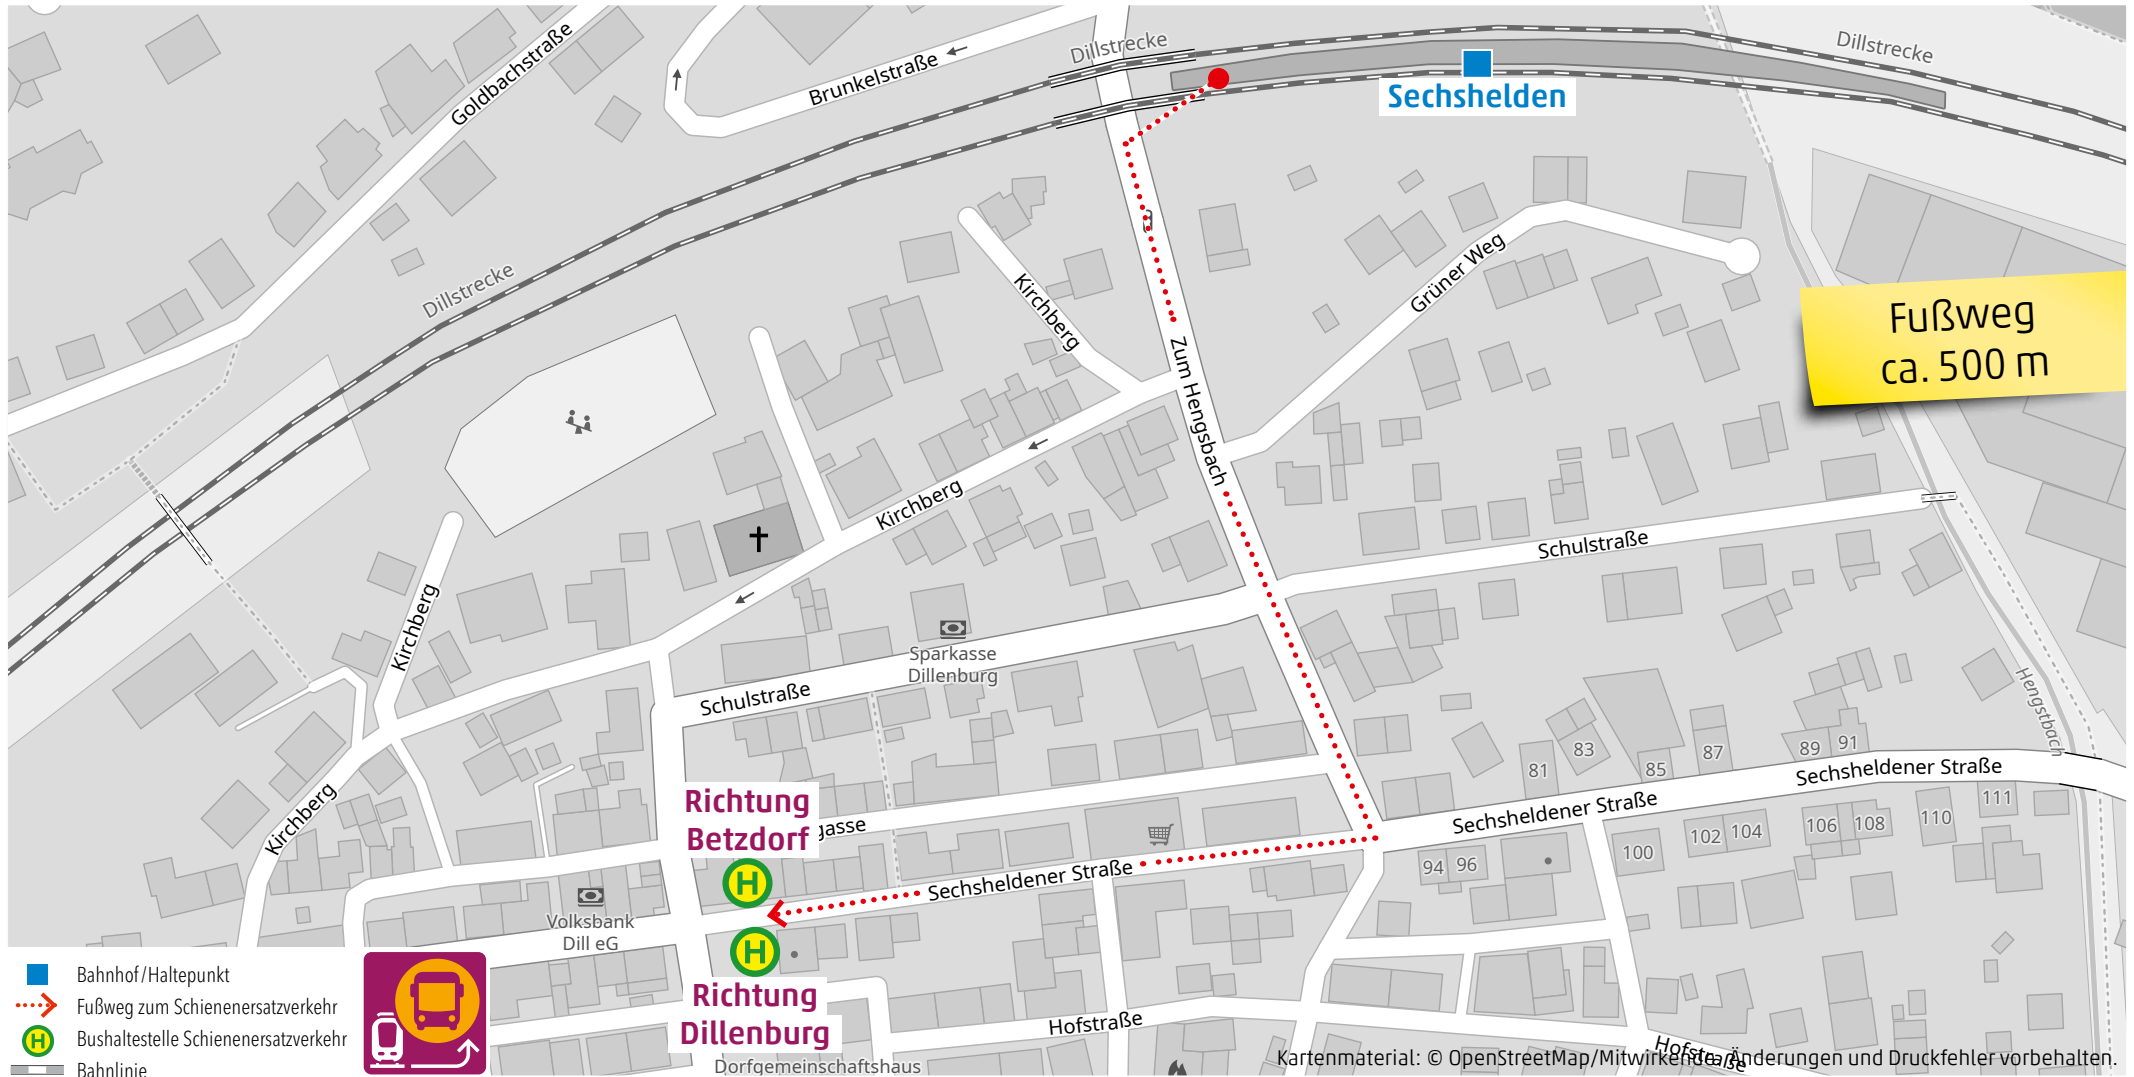 Goldbachstraße
Brunkelstraße
Dillstrecke
Dillstrecke
Sechshelden
Dillstrecke
Kirchberg
Grüner Weg
Zum Hengsbach
Fußweg
ca. 500 m
Kirchberg
Kirchberg
Schulstraße
Sparkasse
Dillenburg
Schulstraße
Hengstbach
Kirchberg
81
83
85
87
89
91
Sechsheldener Straße
Sechsheldener Straße
94
96
100
102
104
106
108
110
111
Richtung
Betzdorf
gasse
H
Sechsheldener Straße
Volksbank
Dill eG
H
Richtung
Dillenburg
Hofstraße
Hofstraße
Dorfgemeinschaftshaus
Bahnhof/Haltepunkt
Fußweg zum Schienenersatzverkehr
H
Bushaltestelle Schienenersatzverkehr
Bahnlinie
Kartenmaterial: © OpenStreetMap/Mitwirkende, Änderungen und Druckfehler vorbehalten.